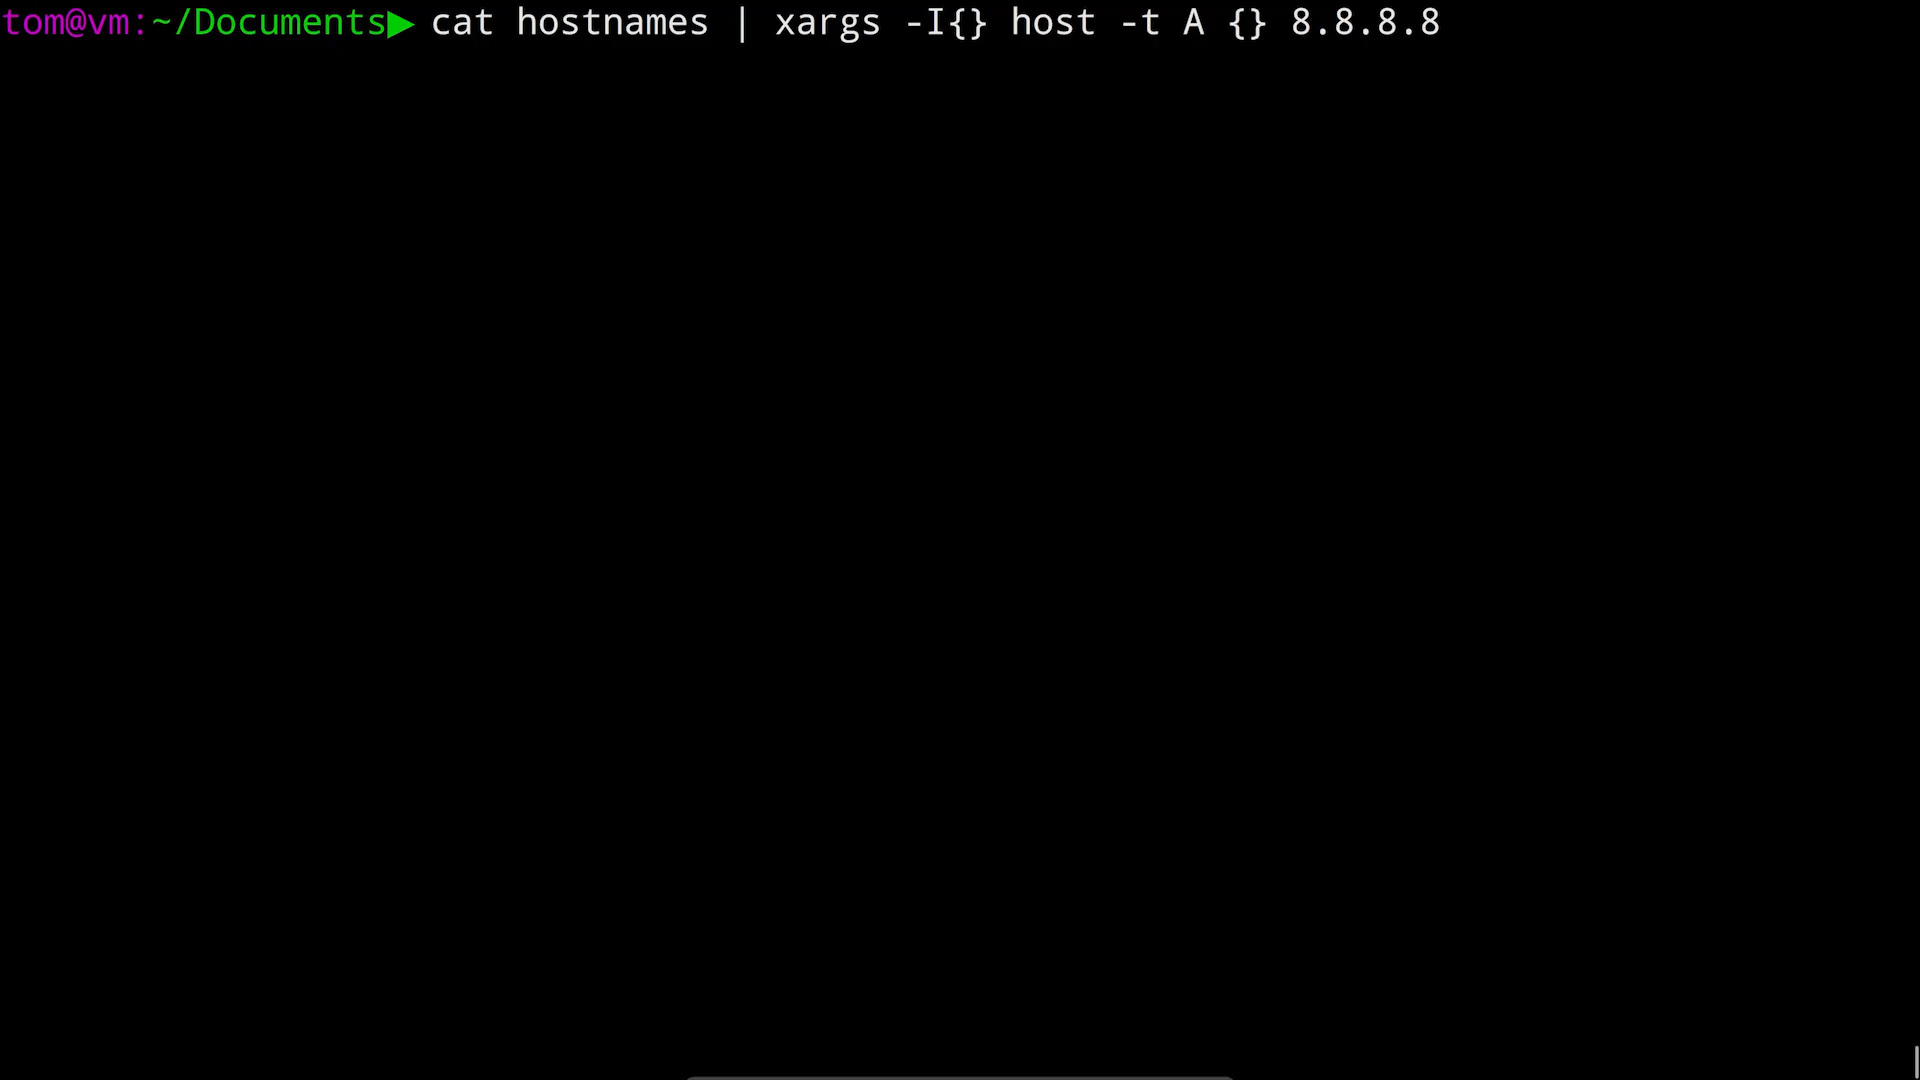 tom@vm:~/Documents▶ cat hostnames | xargs -I{} host -t A {} 8.8.8.8